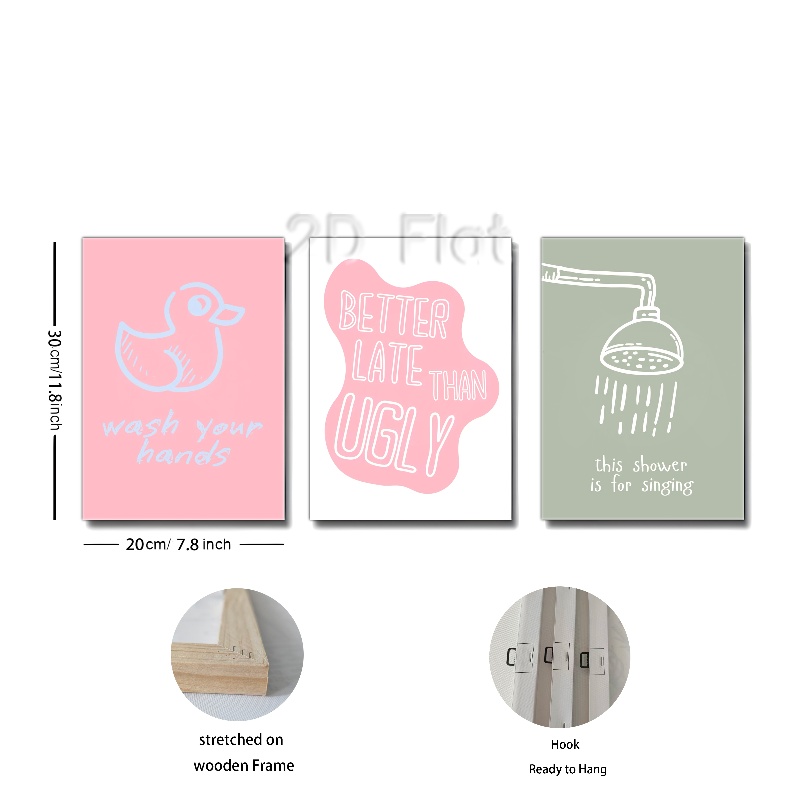 2D Flat
wash your
hands
BETTER
LATE THAN
UGLY
this shower
is for singing
30cm/11.8inch
20cm/ 7.8 inch
stretched on
wooden Frame
Hook
Ready to Hang